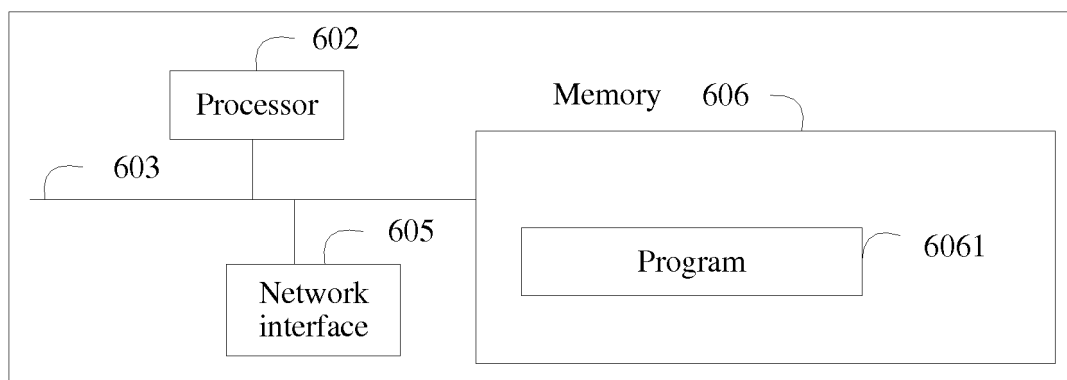 602
Processor
Memory 606
603
605
Network
interface
Program
6061